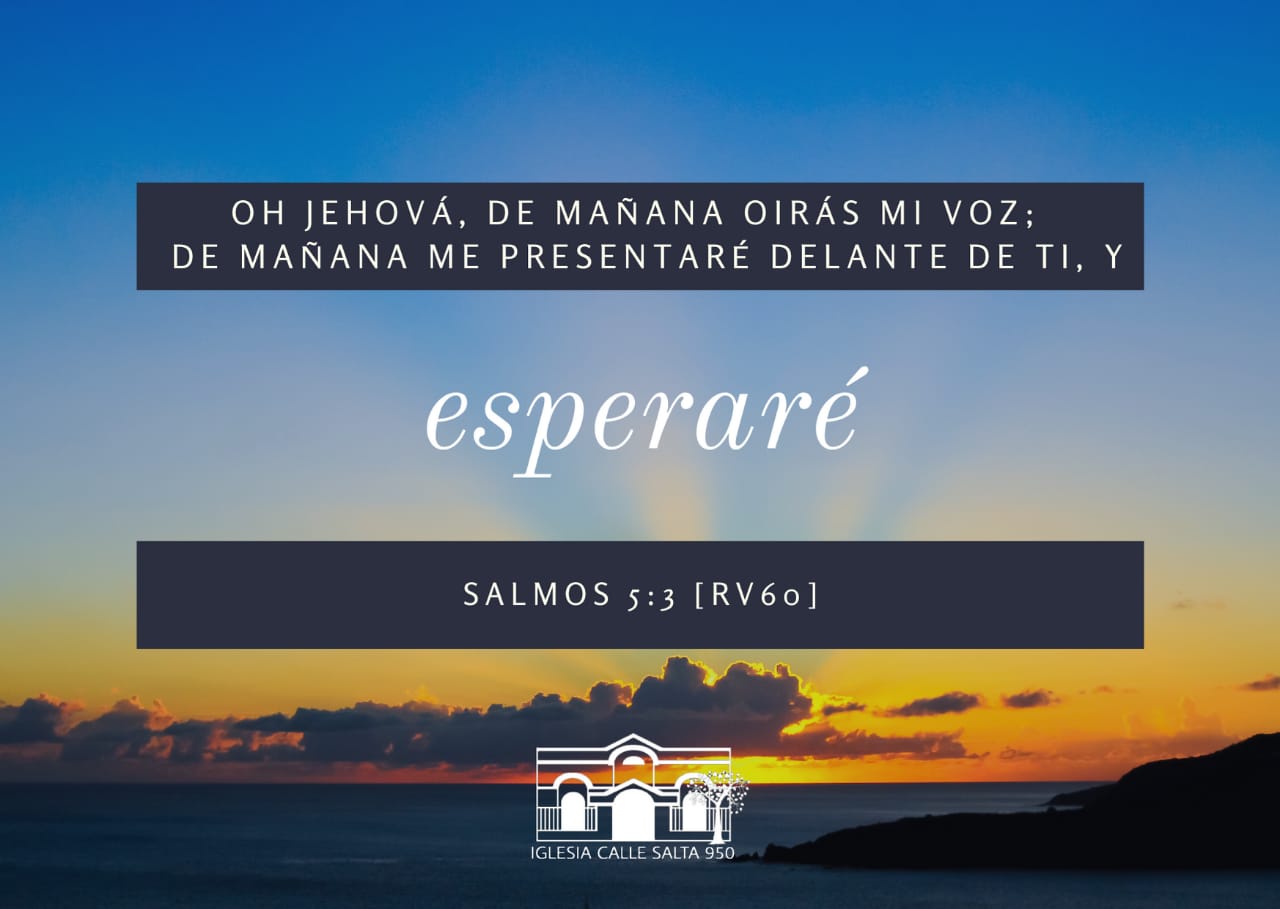 OH JEHOVÁ, DE MAÑANA OIRÁS MI VOZ;
DE MAÑANA ME PRESENTARÉ DELANTE DE TI, Y
esperaré
SALMOS 5:3 [RV60]
IGLESIA CALLE SALTA 950